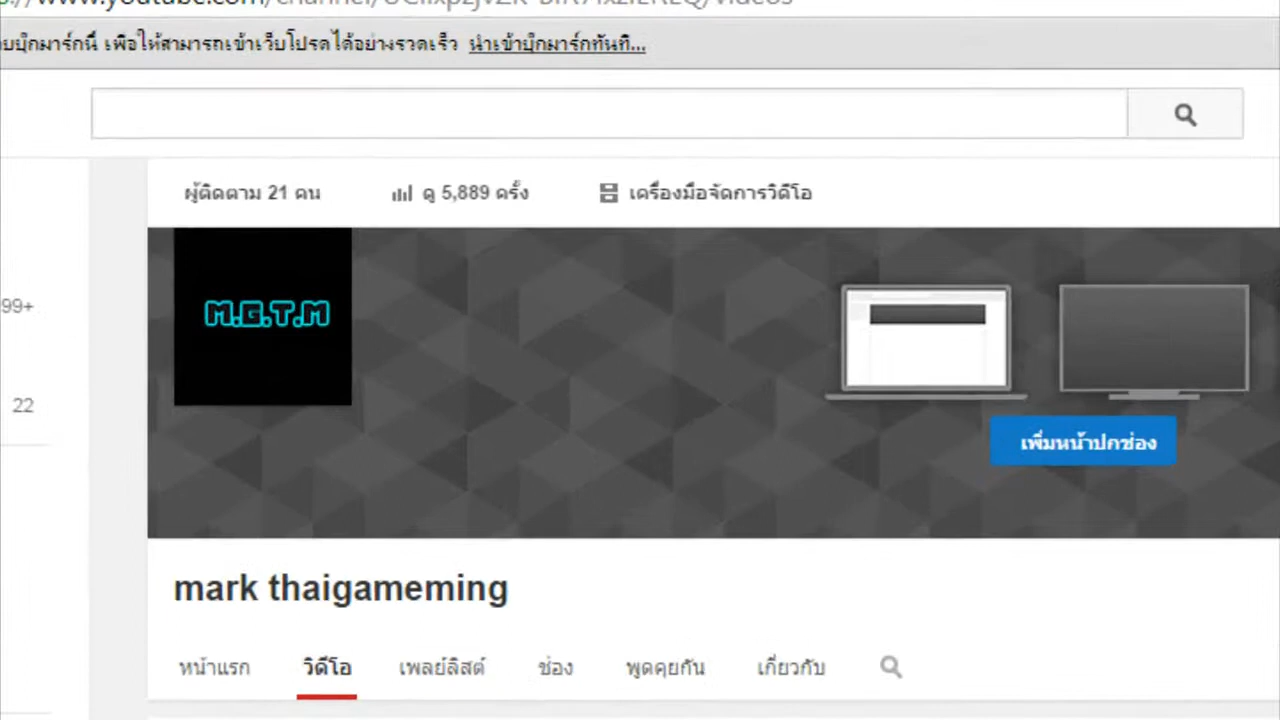 บบุ๊กมาร์กนี้ เพื่อให้สามารถเข้าเว็บโปรดได้อย่างรวดเร็ว นำเข้าบุ๊กมาร์กทันที...
ผู้ติดตาม 21 คน ดู 5,889 ครั้ง เครื่องมือจัดการวิดีโอ
99+
M.G.T.M
22
เพิ่มหน้าปกช่อง
mark thaigameming
หน้าแรก วิดีโอ เพลย์ลิสต์ ช่อง พูดคุยกัน เกี่ยวกับ